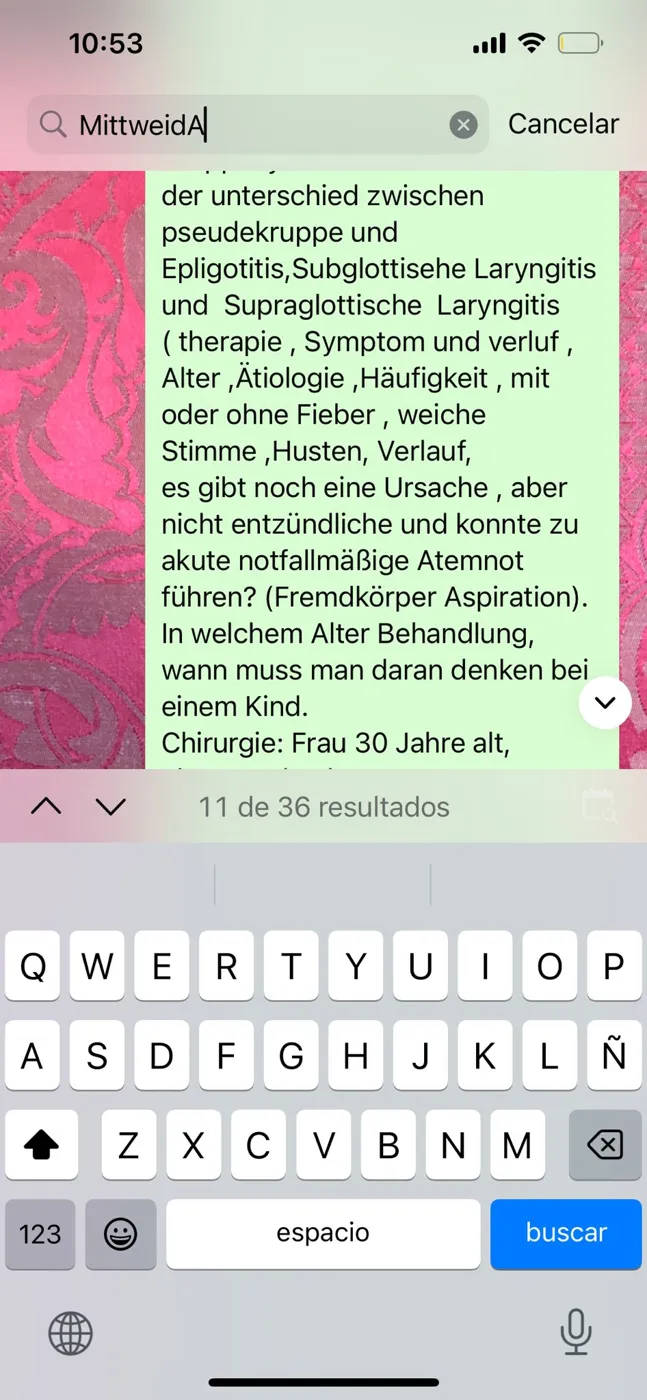 10:53
MittweidA
Cancelar
der unterschied zwischen
pseudekruppe und
Epligotitis,Subglottisehe Laryngitis
und  Supraglottische  Laryngitis
( therapie , Symptom und verluf ,
Alter ,Ätiologie ,Häufigkeit , mit
oder ohne Fieber , weiche
Stimme ,Husten, Verlauf,
es gibt noch eine Ursache , aber
nicht entzündliche und konnte zu
akute notfallmäßige Atemnot
führen? (Fremdkörper Aspiration).
In welchem Alter Behandlung,
wann muss man daran denken bei
einem Kind.
Chirurgie: Frau 30 Jahre alt,
11 de 36 resultados
Q W E R T Y U I O P
A S D F G H J K L Ñ
Z X C V B N M
123
espacio
buscar